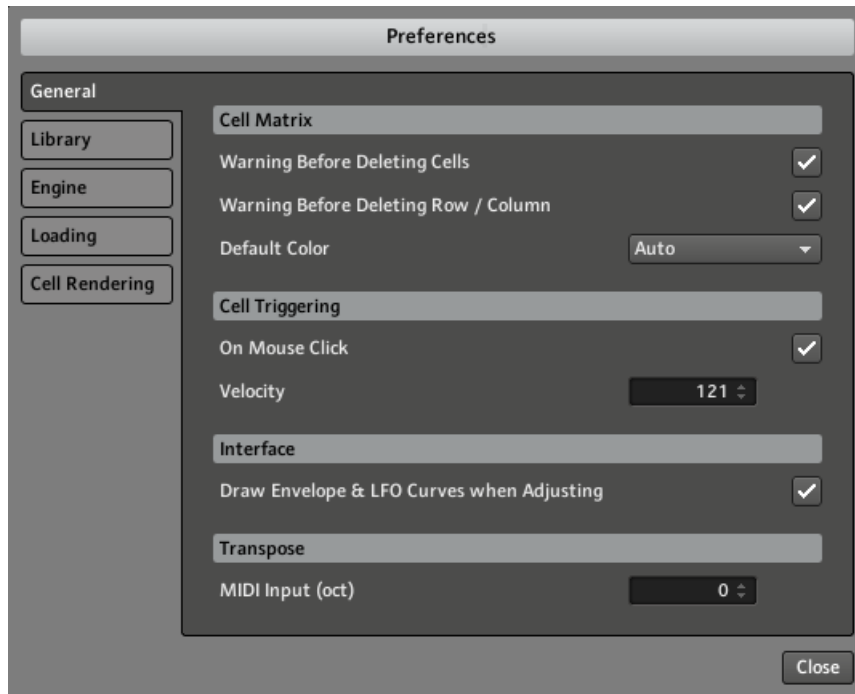 Preferences
General
Library
Engine
Loading
Cell Rendering
Cell Matrix
Warning Before Deleting Cells
Warning Before Deleting Row / Column
Default Color Auto
Cell Triggering
On Mouse Click
Velocity 121
Interface
Draw Envelope & LFO Curves when Adjusting
Transpose
MIDI Input (oct) 0
Close